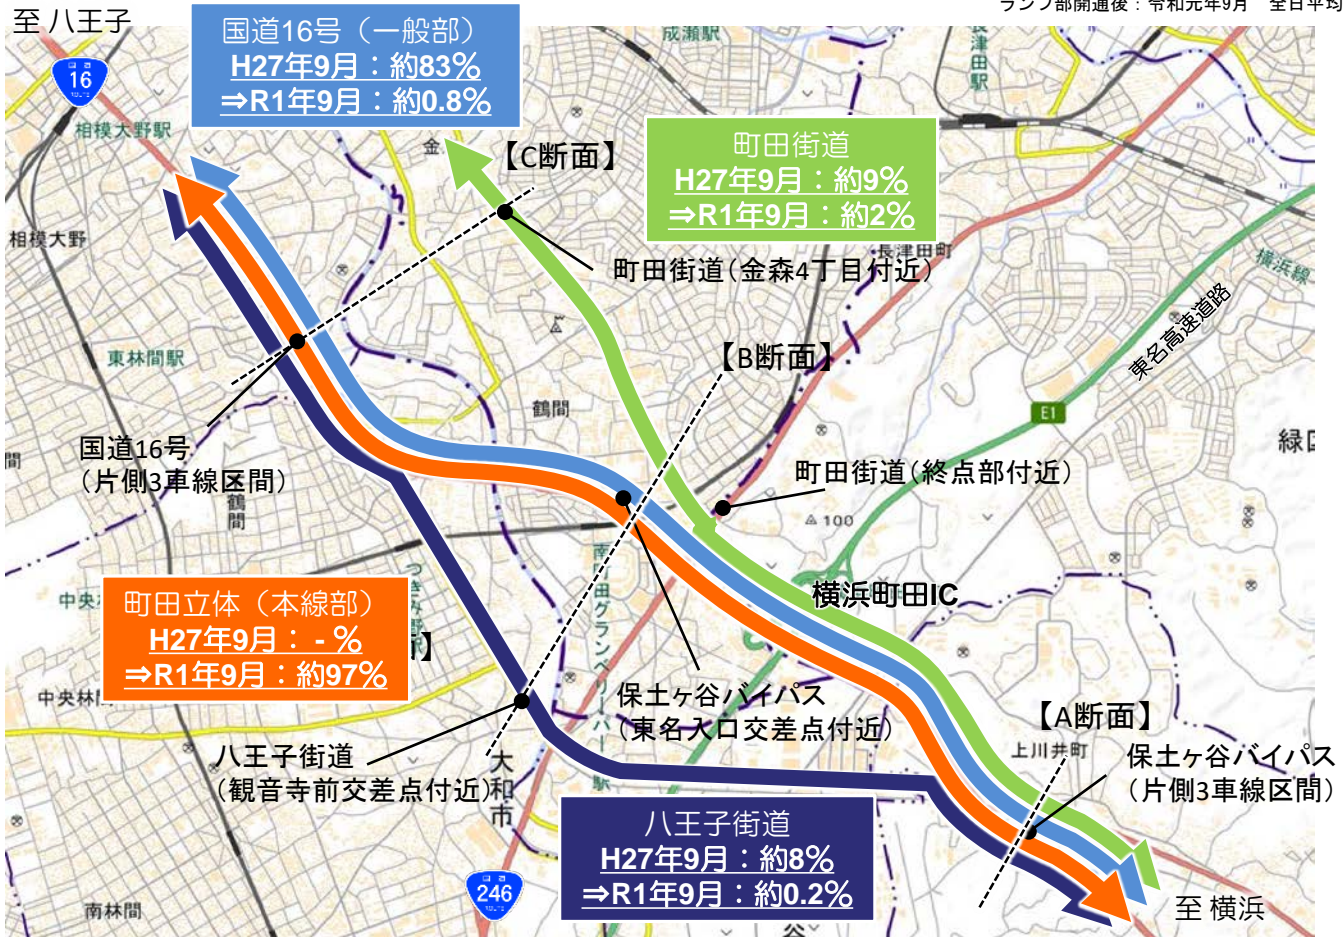 ランプ部開通後：令和元年9月　全日平均
至 八王子
国道16号（一般部）
H27年9月：約83%
⇒R1年9月：約0.8%
国道
16
ROUTE
成瀬駅
長津田駅
相模大野駅
金
【C断面】
町田街道
H27年9月：約9%
⇒R1年9月：約2%
相模大野
長津田町
横浜線
町田街道(金森4丁目付近)
東名高速道路
東林間駅
【B断面】
E1
鶴間
緑区
国道16号
（片側3車線区間）
間
鶴間
町田街道(終点部付近)
100
南町田グランベリーパーク駅
つきみ野駅
横浜町田IC
中央
町田立体（本線部）
H27年9月： - %
⇒R1年9月：約97%
】
中央林間
保土ヶ谷バイパス
（東名入口交差点付近）
【A断面】
上川井町
八王子街道
（観音寺前交差点付近）
大和市
保土ヶ谷バイパス
（片側3車線区間）
八王子街道
H27年9月：約8%
⇒R1年9月：約0.2%
国道
246
ROUTE
南林間
至 横浜